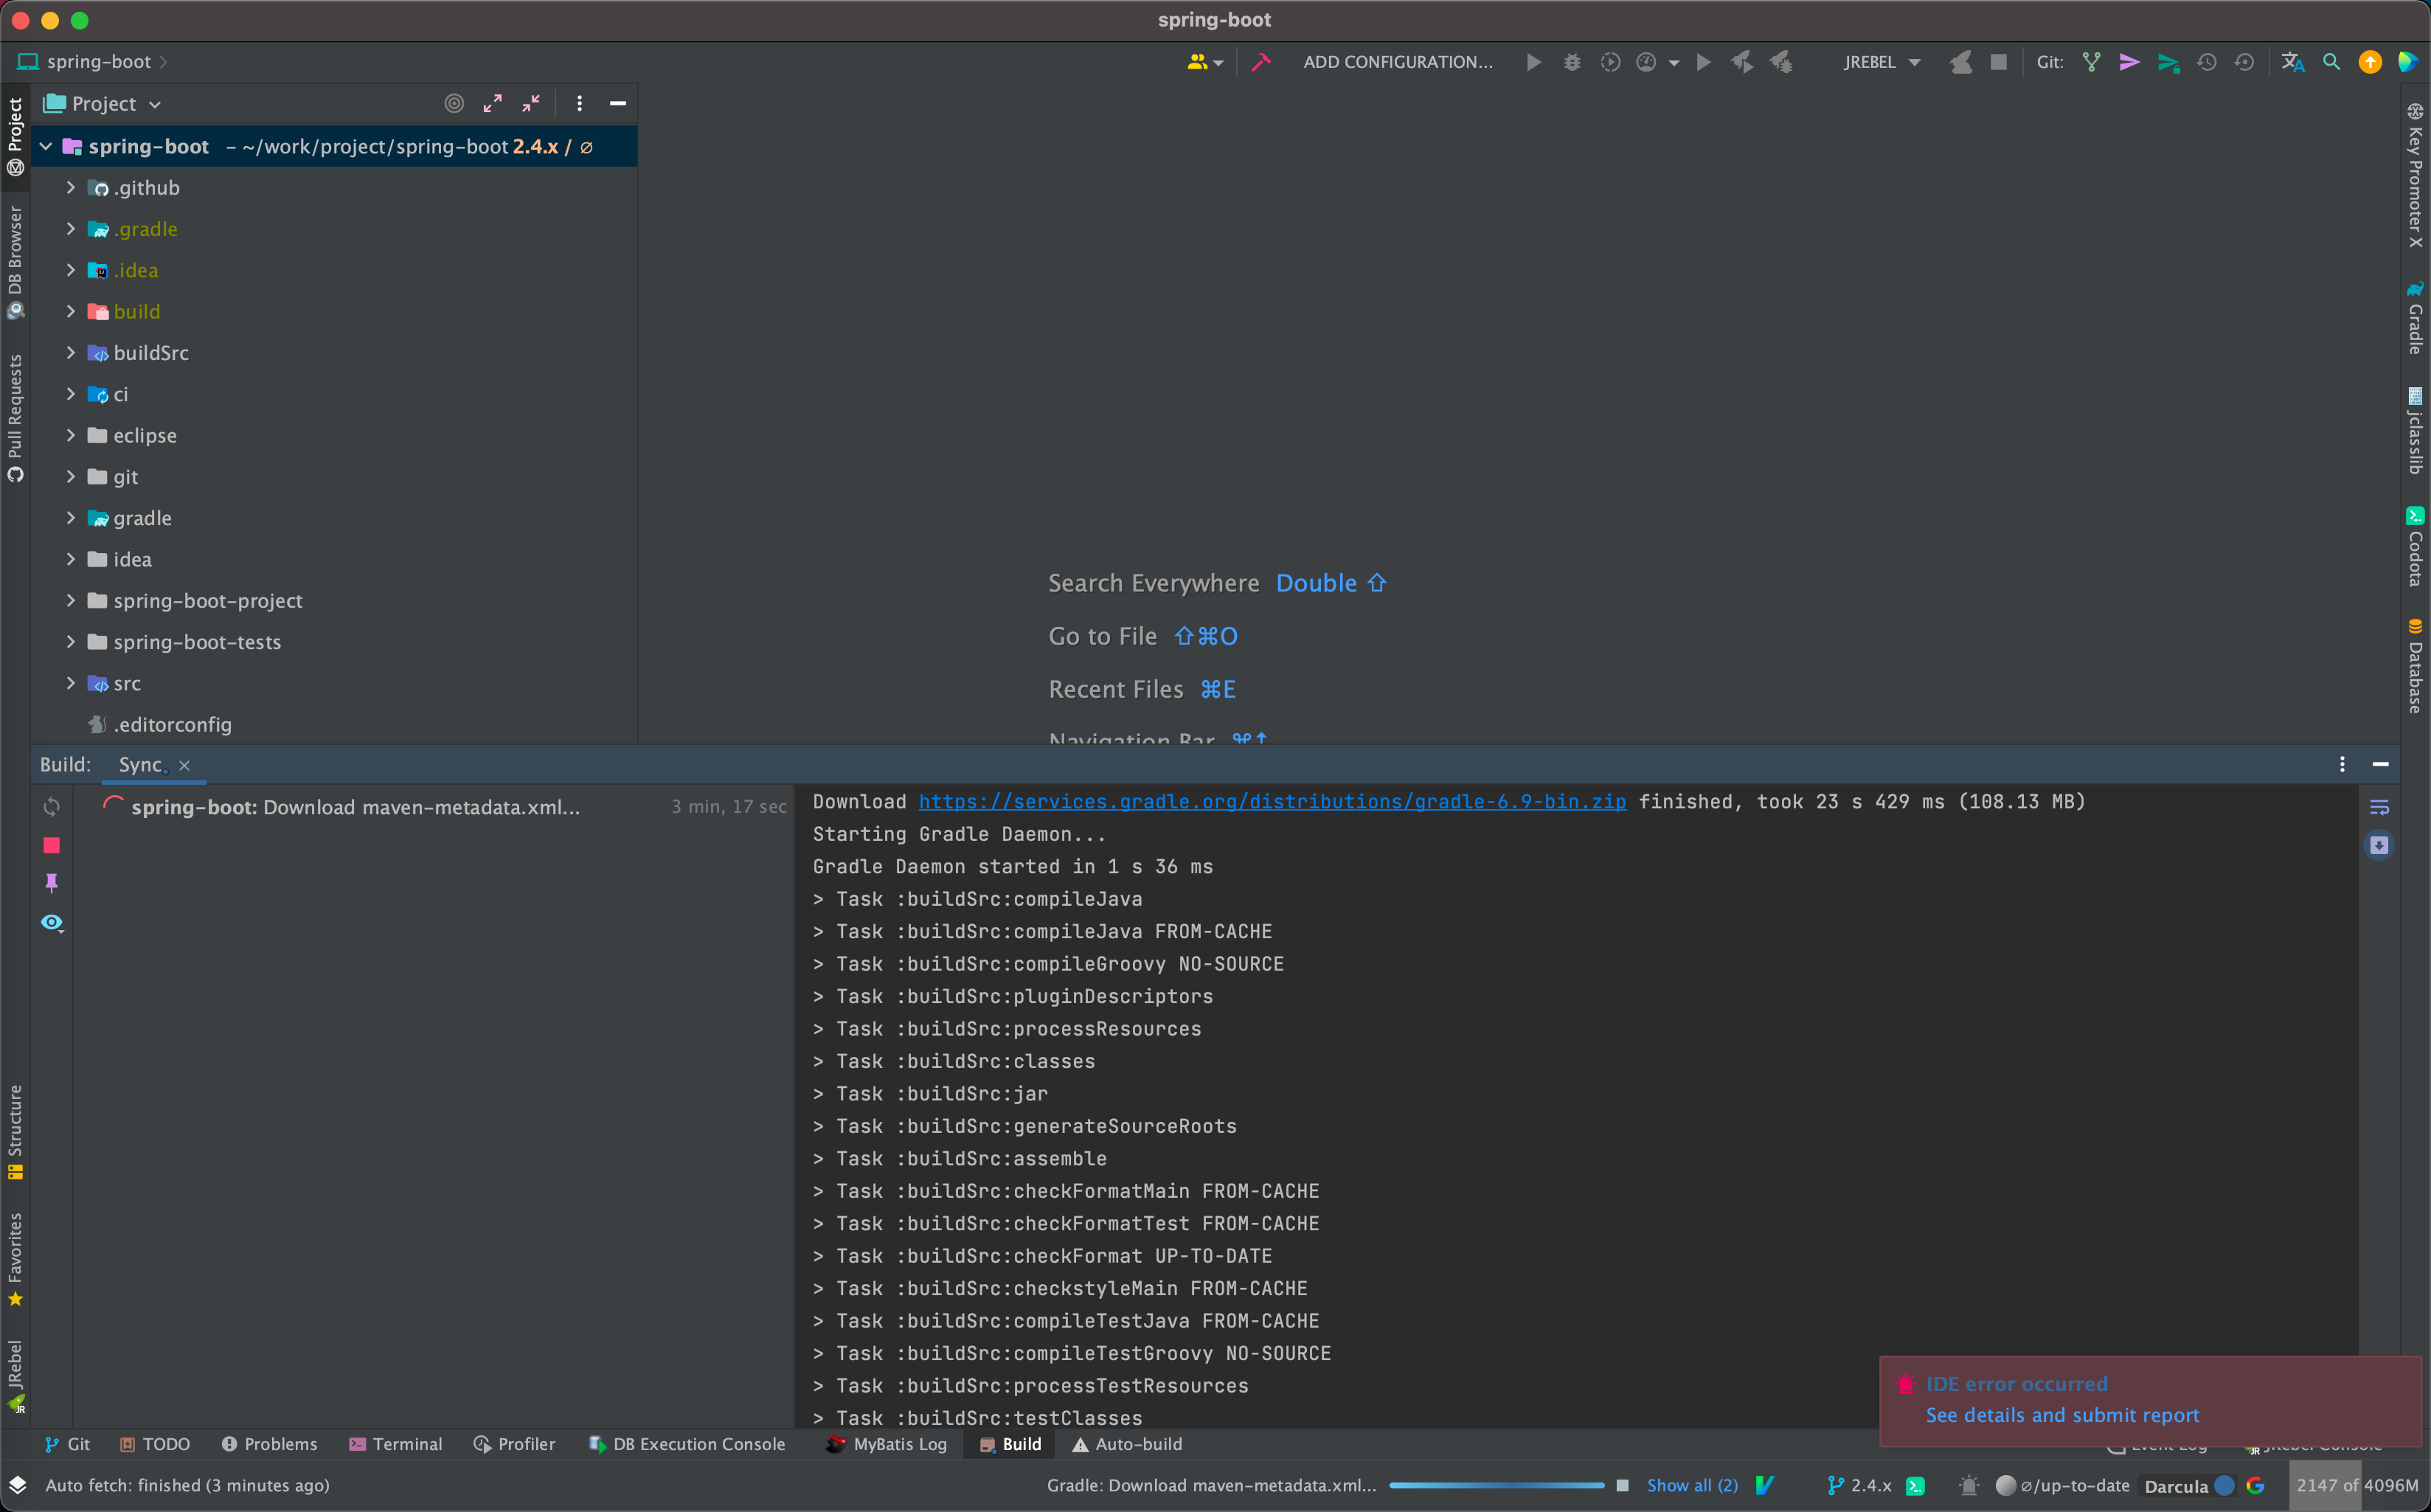 spring-boot
spring-boot
ADD CONFIGURATION...
JREBEL
Git:
Project
spring-boot – ~/work/project/spring-boot 2.4.x / ∅
.github
.gradle
.idea
build
buildSrc
ci
eclipse
git
gradle
idea
spring-boot-project
spring-boot-tests
src
.editorconfig
Project
DB Browser
Pull Requests
Structure
Favorites
JRebel
Search Everywhere Double ⇧
Go to File ⇧⌘O
Recent Files ⌘E
Navigation Bar ⌘↑
Key Promoter X
Gradle
jclasslib
Codota
Database
Build: Sync
spring-boot: Download maven-metadata.xml... 3 min, 17 sec
Download https://services.gradle.org/distributions/gradle-6.9-bin.zip finished, took 23 s 429 ms (108.13 MB)
Starting Gradle Daemon...
Gradle Daemon started in 1 s 36 ms
> Task :buildSrc:compileJava
> Task :buildSrc:compileJava FROM-CACHE
> Task :buildSrc:compileGroovy NO-SOURCE
> Task :buildSrc:pluginDescriptors
> Task :buildSrc:processResources
> Task :buildSrc:classes
> Task :buildSrc:jar
> Task :buildSrc:generateSourceRoots
> Task :buildSrc:assemble
> Task :buildSrc:checkFormatMain FROM-CACHE
> Task :buildSrc:checkFormatTest FROM-CACHE
> Task :buildSrc:checkFormat UP-TO-DATE
> Task :buildSrc:checkstyleMain FROM-CACHE
> Task :buildSrc:compileTestJava FROM-CACHE
> Task :buildSrc:compileTestGroovy NO-SOURCE
> Task :buildSrc:processTestResources
> Task :buildSrc:testClasses
IDE error occurred
See details and submit report
Git
TODO
Problems
Terminal
Profiler
DB Execution Console
MyBatis Log
Build
Auto-build
Event Log
JRebel Console
Auto fetch: finished (3 minutes ago)
Gradle: Download maven-metadata.xml...
Show all (2)
2.4.x
∅/up-to-date
Darcula
2147 of 4096M